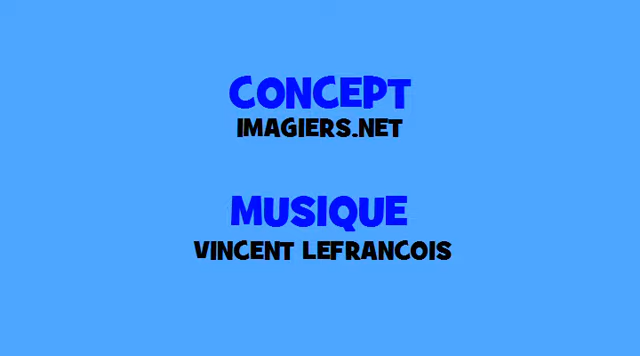 CONCEPT
IMAGIERS.NET
MUSIQUE
VINCENT LEFRANCOIS